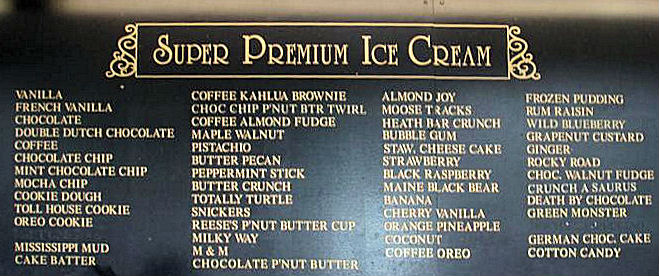 SUPER PREMIUM ICE CREAM
VANILLA
FRENCH VANILLA
CHOCOLATE
DOUBLE DUTCH CHOCOLATE
COFFEE
CHOCOLATE CHIP
MINT CHOCOLATE CHIP
MOCHA CHIP
COOKIE DOUGH
TOLL HOUSE COOKIE
OREO COOKIE
MISSISSIPPI MUD
CAKE BATTER
COFFEE KAHLUA BROWNIE
CHOC CHIP P'NUT BTR TWIRL
COFFEE ALMOND FUDGE
MAPLE WALNUT
PISTACHIO
BUTTER PECAN
PEPPERMINT STICK
BUTTER CRUNCH
TOTALLY TURTLE
SNICKERS
REESE'S P'NUT BUTTER CUP
MILKY WAY
M & M
CHOCOLATE P'NUT BUTTER
ALMOND JOY
MOOSE TRACKS
HEATH BAR CRUNCH
BUBBLE GUM
STAW. CHEESE CAKE
STRAWBERRY
BLACK RASPBERRY
MAINE BLACK BEAR
BANANA
CHERRY VANILLA
ORANGE PINEAPPLE
COCONUT
COFFEE OREO
FROZEN PUDDING
RUM RAISIN
WILD BLUEBERRY
GRAPENUT CUSTARD
GINGER
ROCKY ROAD
CHOC. WALNUT FUDGE
CRUNCH A SAURUS
DEATH BY CHOCOLATE
GREEN MONSTER
GERMAN CHOC. CAKE
COTTON CANDY